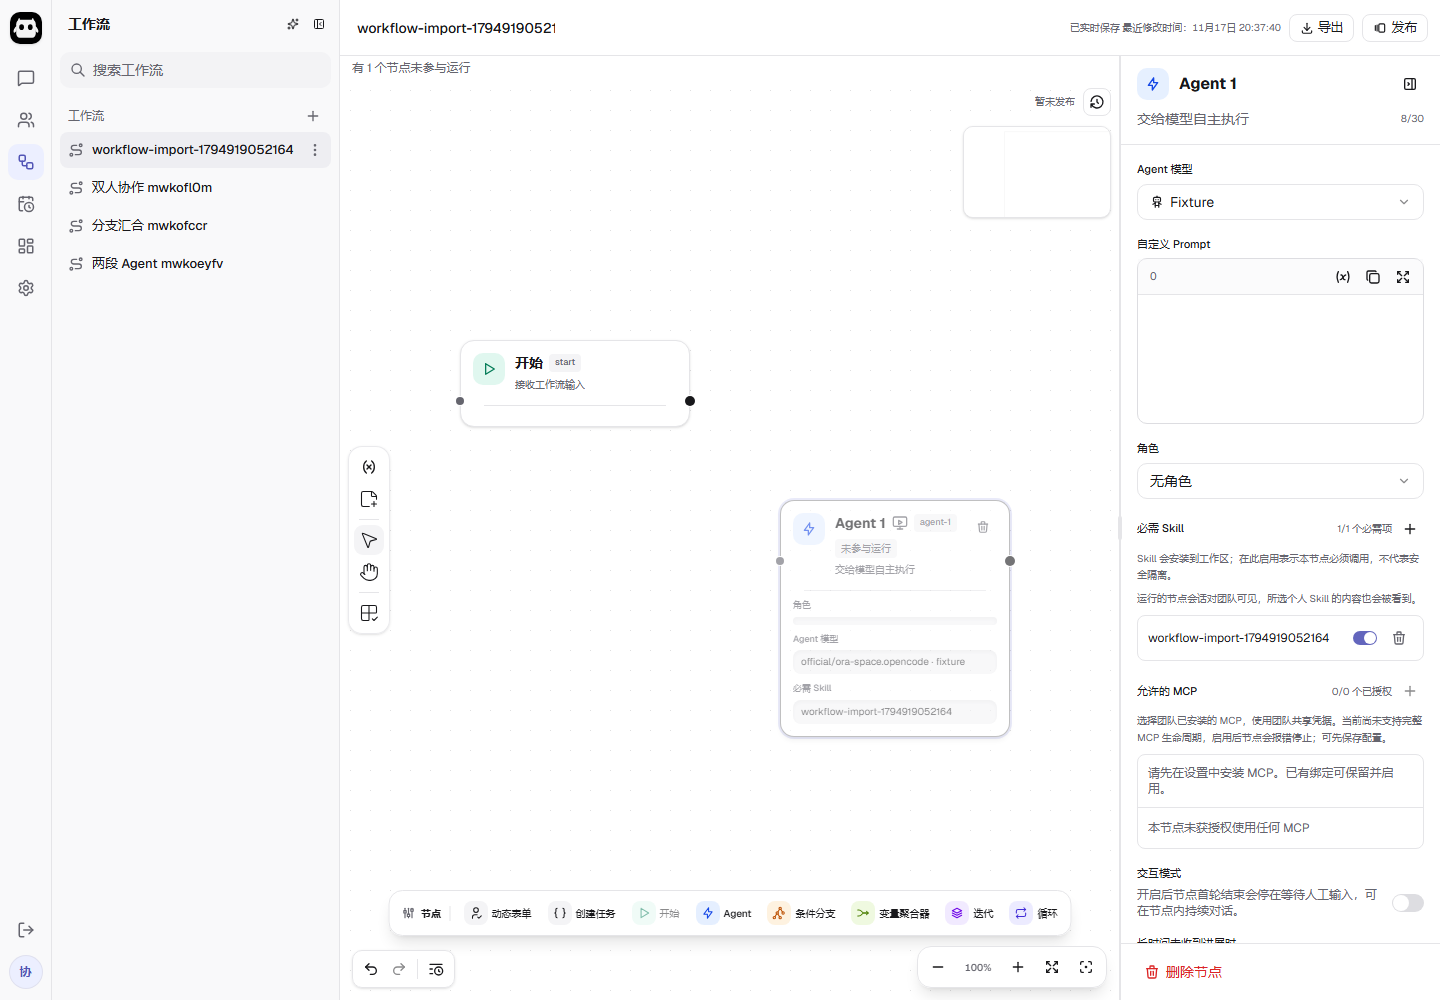 工作流
搜索工作流
工作流
workflow-import-1794919052164
双人协作 mwkofl0m
分支汇合 mwkofccr
两段 Agent mwkoeyfv
协
workflow-import-17949190521
已实时保存 最近修改时间：11月17日 20:37:40
导出
发布
有 1 个节点未参与运行
暂未发布
开始
start
接收工作流输入
Agent 1
agent-1
未参与运行
交给模型自主执行
角色
Agent 模型
official/ora-space.opencode · fixture
必需 Skill
workflow-import-1794919052164
节点
动态表单
创建任务
开始
Agent
条件分支
变量聚合器
迭代
循环
100%
Agent 1
交给模型自主执行
8/30
Agent 模型
Fixture
自定义 Prompt
0
(x)
角色
无角色
必需 Skill
1/1 个必需项
Skill 会安装到工作区；在此启用表示本节点必须调用，不代表安
全隔离。
运行的节点会话对团队可见，所选个人 Skill 的内容也会被看到。
workflow-import-1794919052164
允许的 MCP
0/0 个已授权
选择团队已安装的 MCP，使用团队共享凭据。当前尚未支持完整
MCP 生命周期，启用后节点会报错停止；可先保存配置。
请先在设置中安装 MCP。已有绑定可保留并启
用。
本节点未获授权使用任何 MCP
交互模式
开启后节点首轮结束会停在等待人工输入，可
在节点内持续对话。
长时间未收到进展时
删除节点